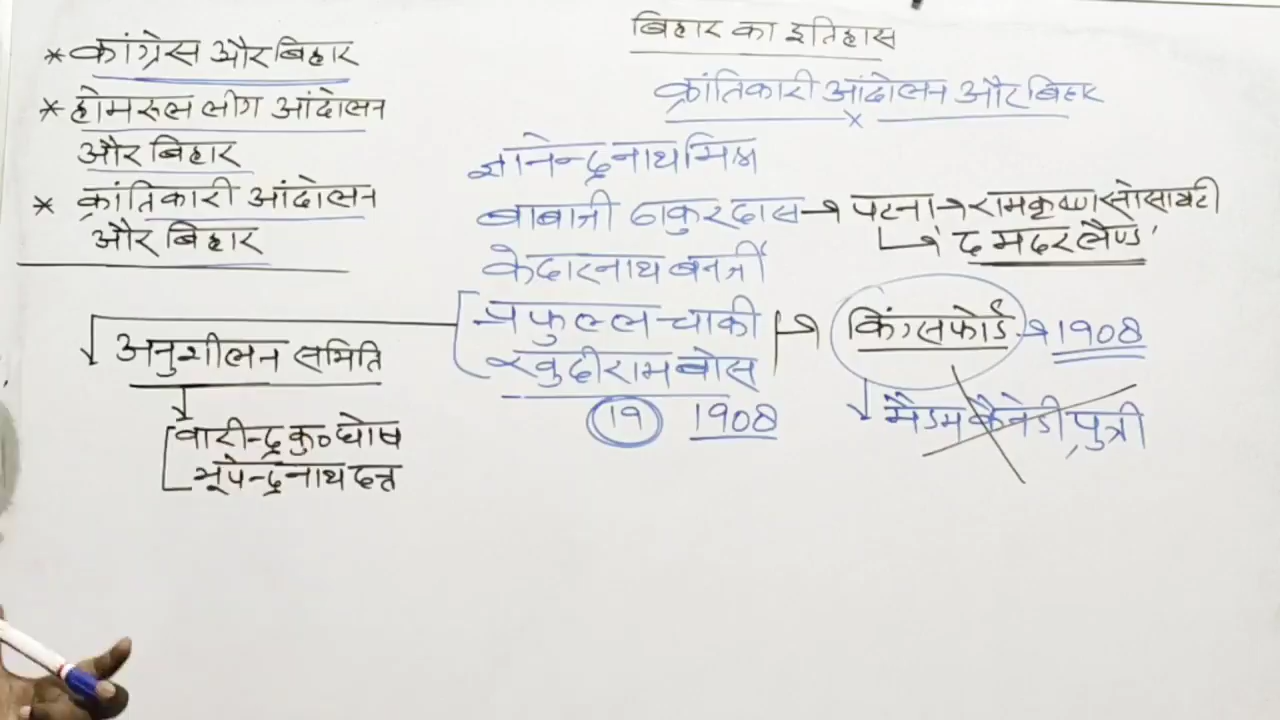 * कांग्रेस और बिहार
* होमरुल लीग आंदोलन
और बिहार
* क्रांतिकारी आंदोलन
और बिहार
बिहार का इतिहास
क्रांतिकारी आंदोलन और बिहार
ज्ञानेन्द्रनाथ मिश्र
बाबाजी ठाकुरदास → पटना → रामकृष्ण सोसायटी
'द मदरलैण्ड'
केदारनाथ बनर्जी
प्रफुल्ल चाकी
खुदीराम बोस
19 1908
किंग्सफोर्ड → 1908
मैडम कैनेडी, पुत्री
अनुशीलन समिति
वारीन्द्र कु० घोष
भूपेन्द्रनाथ दत्त